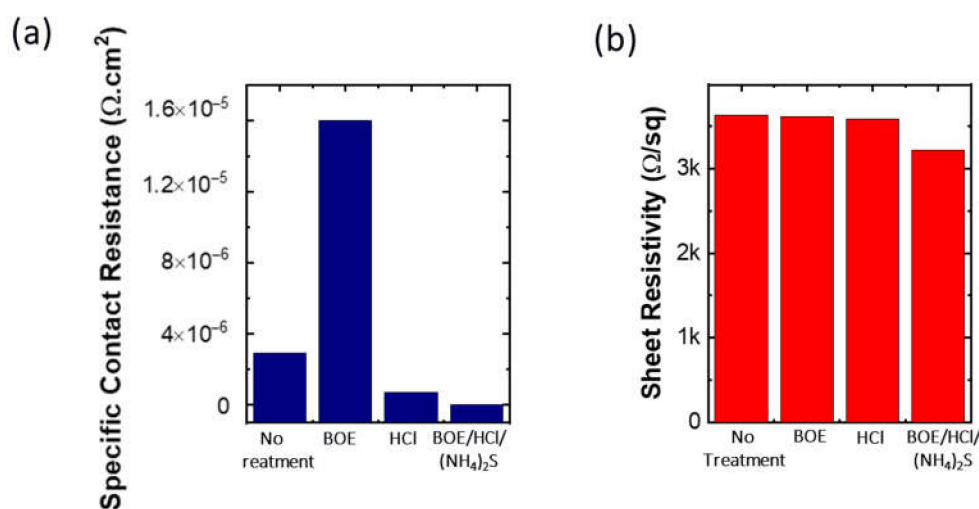 (a)
Specific Contact Resistance (Ω.cm²)
1.6×10⁻⁵
1.2×10⁻⁵
8×10⁻⁶
4×10⁻⁶
0
No
reatment
BOE
HCl
BOE/HCl/
(NH₄)₂S
(b)
Sheet Resistivity (Ω/sq)
3k
2k
1k
0
No
Treatment
BOE
HCl
BOE/HCl/
(NH₄)₂S